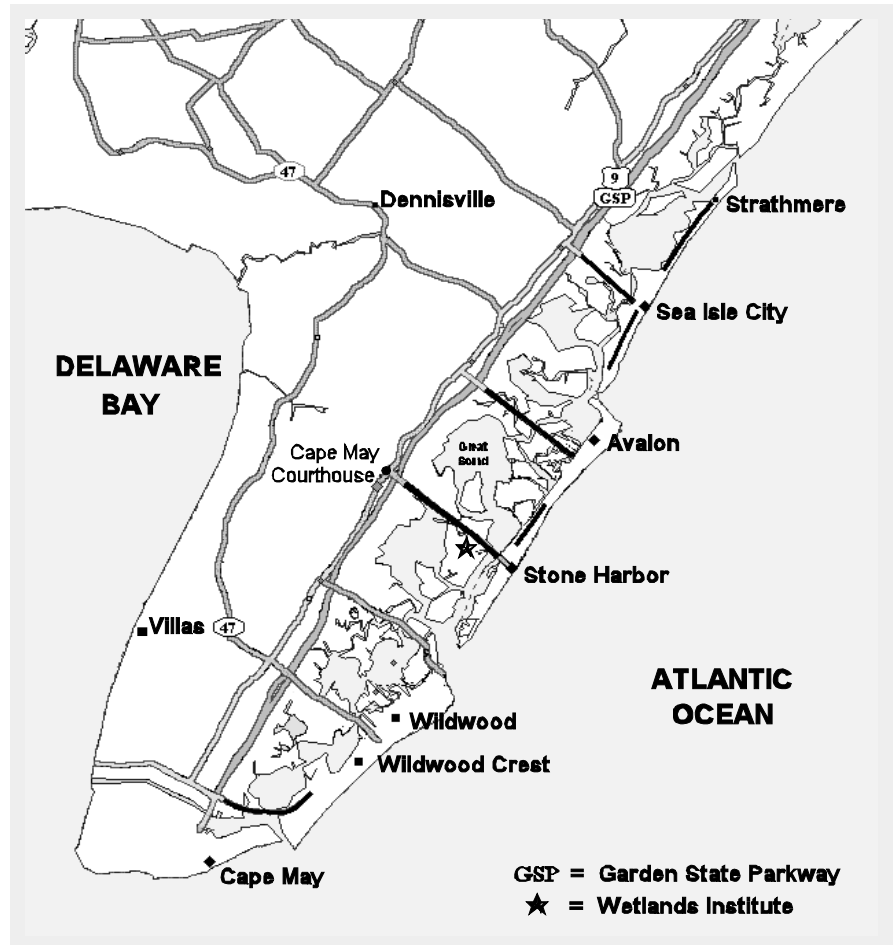 47
9
GSP
Dennisville
Strathmere
Sea Isle City
DELAWARE
BAY
Avalon
Great
Sound
Cape May
Courthouse
Stone Harbor
Villas
47
ATLANTIC
OCEAN
Wildwood
Wildwood Crest
Cape May
GSP = Garden State Parkway
★ = Wetlands Institute